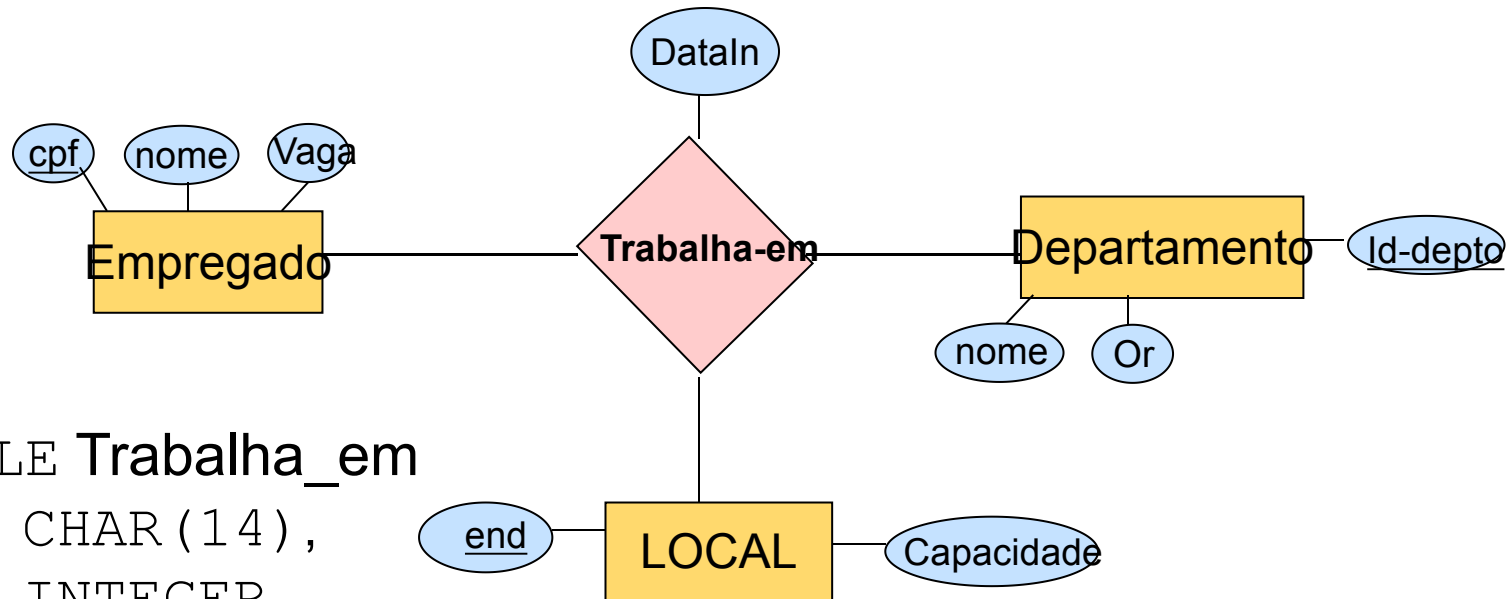 DataIn
cpf
nome
Vaga
Empregado
Trabalha-em
Departamento
Id-depto
nome
Or
LE Trabalha_em
CHAR(14),
end
LOCAL
Capacidade
INTEGER